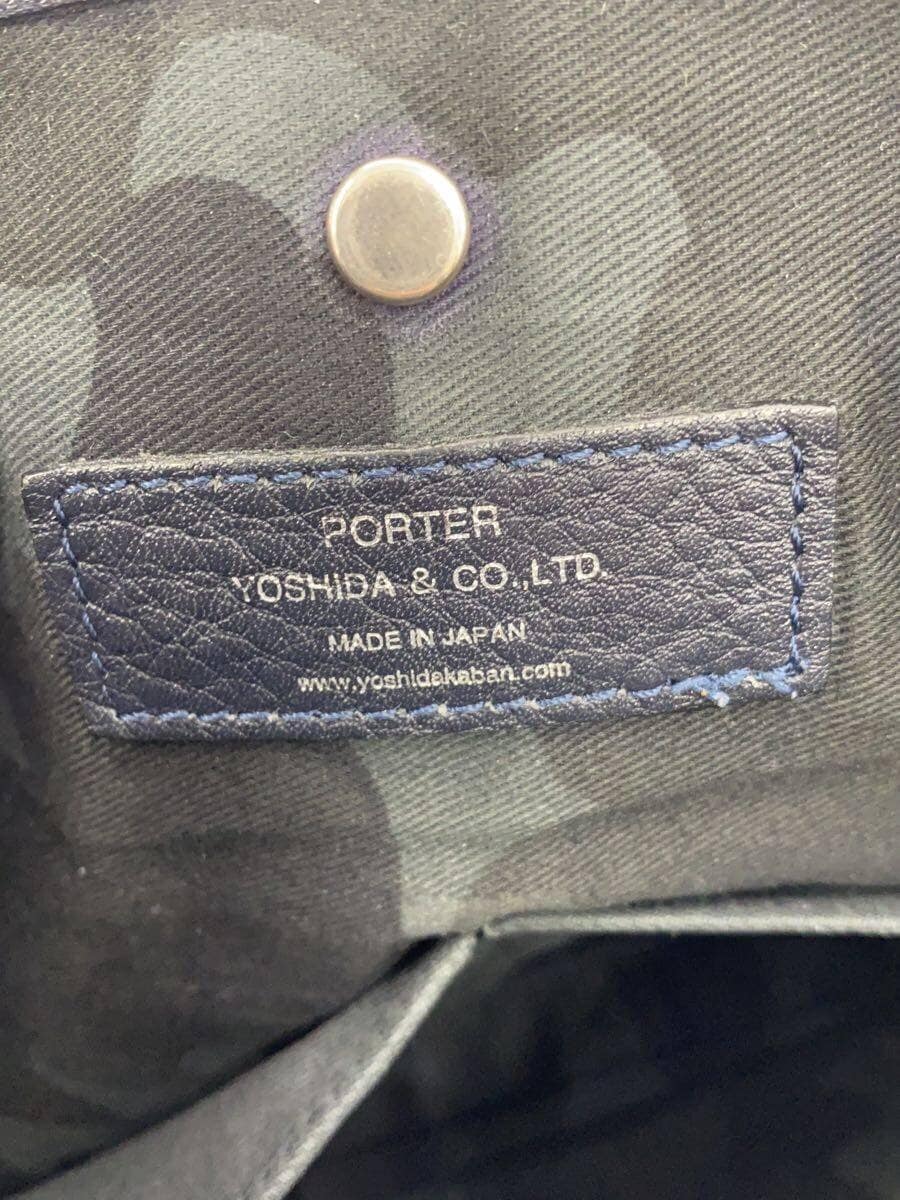 PORTER
YOSHIDA & CO.,LTD.
MADE IN JAPAN
www.yoshidakaban.com